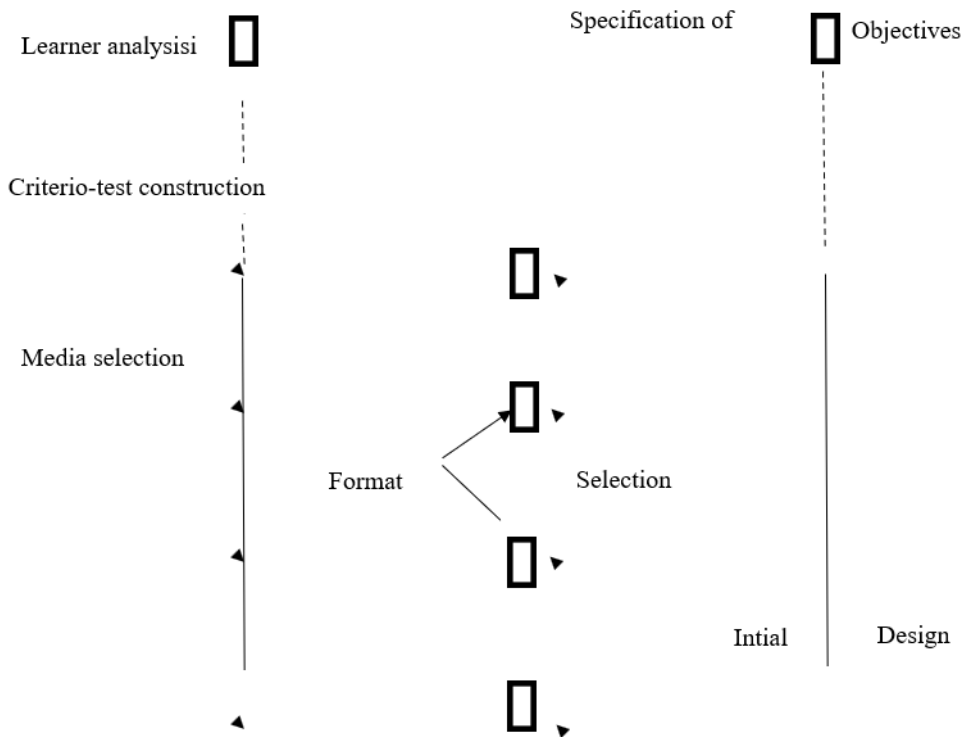 Specification of
Learner analysisi
Objectives
Criterio-test construction
Media selection
Format Selection
Intial Design